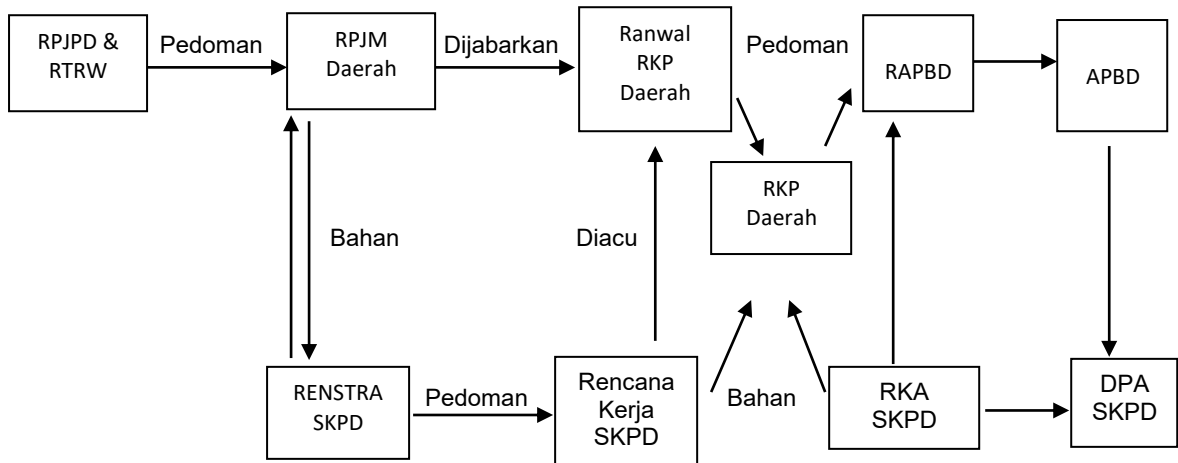 RPJPD &
RTRW
Pedoman
RPJM
Daerah
Dijabarkan
Ranwal
RKP
Daerah
Pedoman
RAPBD
APBD
RKP
Daerah
Bahan
Diacu
RENSTRA
SKPD
Pedoman
Rencana
Kerja
SKPD
Bahan
RKA
SKPD
DPA
SKPD